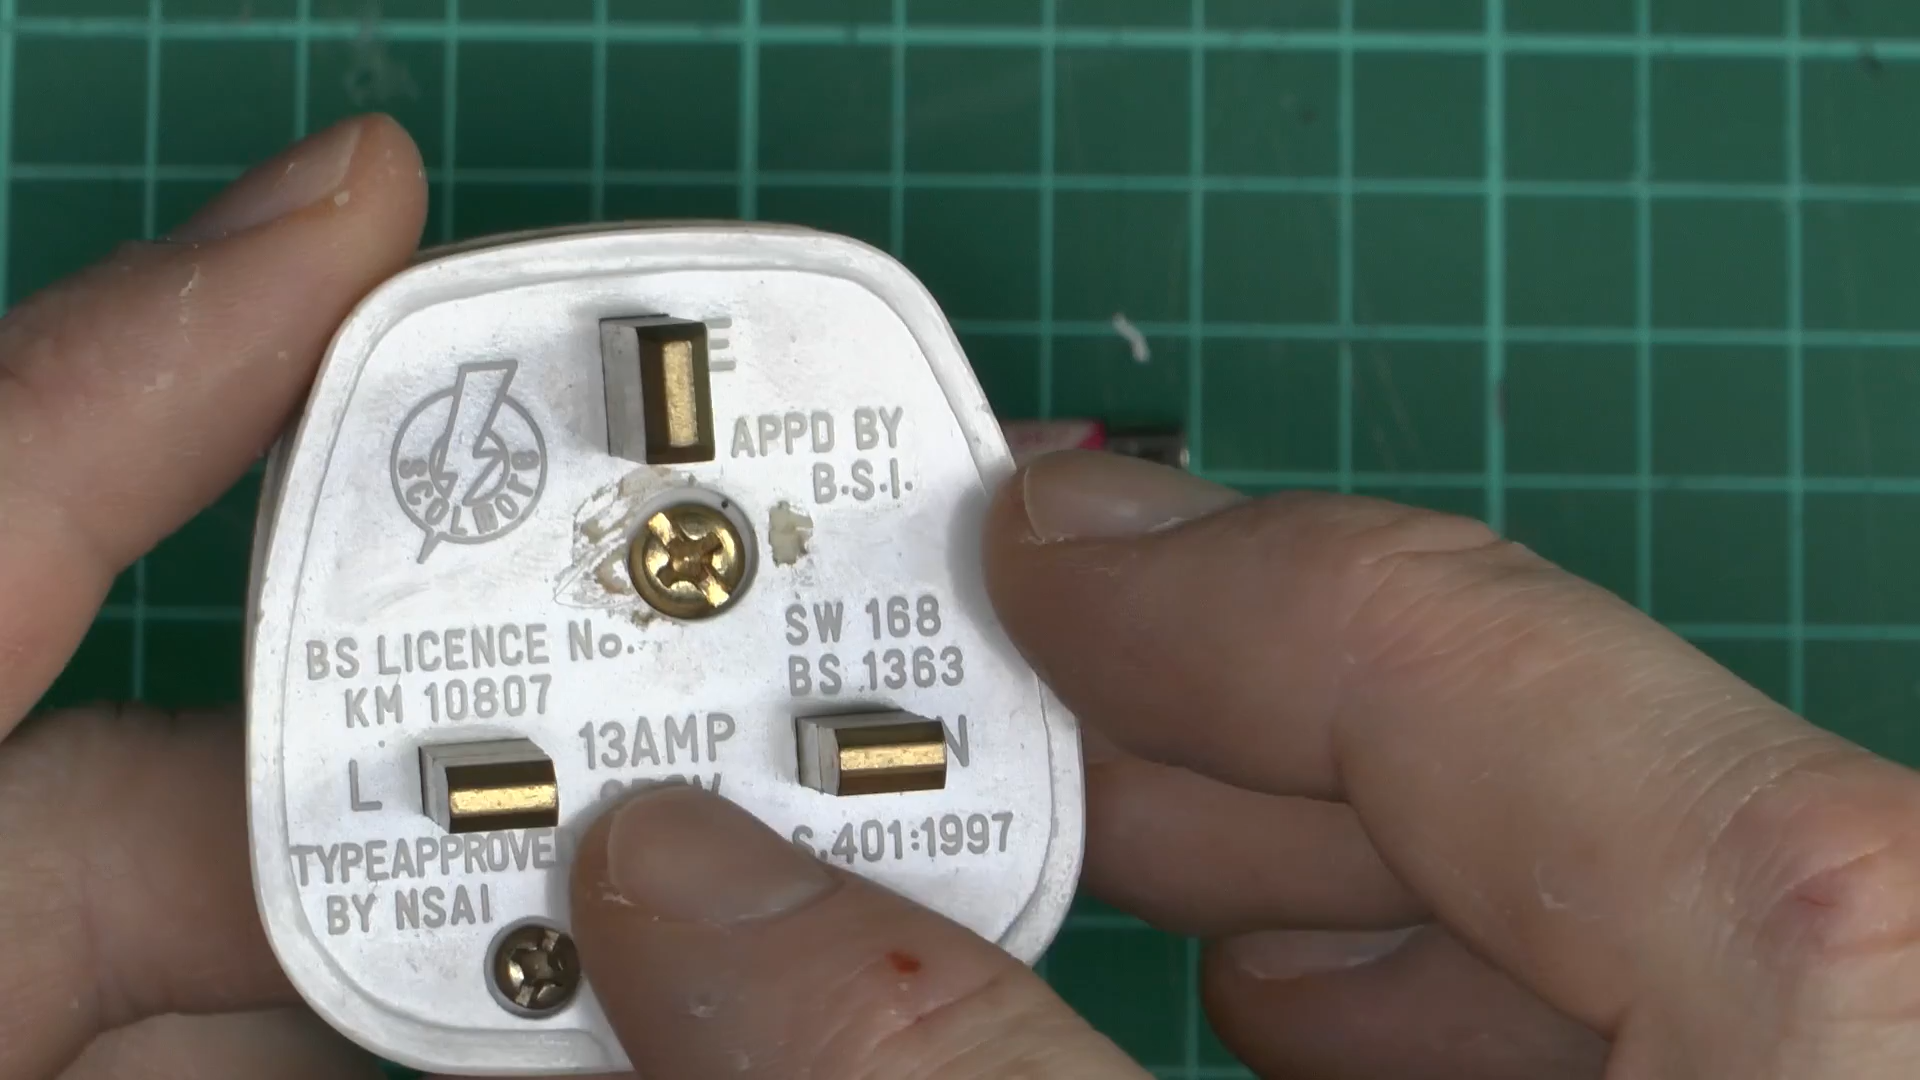 E
SCOLMORE
APPD BY
B.S.I.
BS LICENCE No.
KM 10807
SW 168
BS 1363
13AMP
L
N
TYPEAPPROVE
BY NSAI
S.401:1997